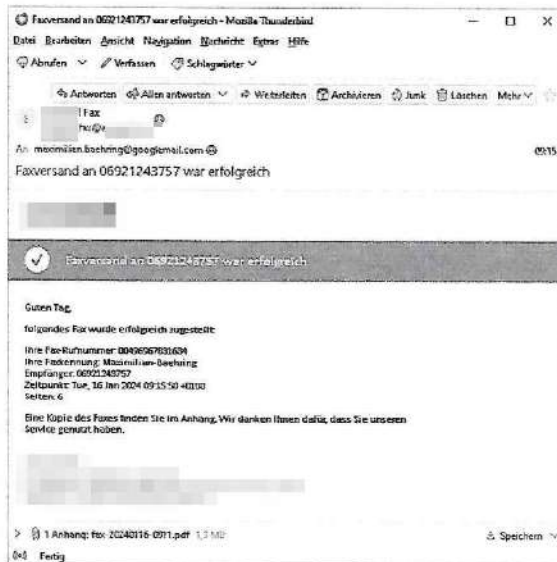 Faxversand an 06921243757 war erfolgreich - Mozilla Thunderbird
Datei Bearbeiten Ansicht Navigation Nachricht Extras Hilfe
Abrufen Verfassen Schlagwörter
Antworten Allen antworten Weiterleiten Archivieren Junk Löschen Mehr
Fax
An maximilian.baehring@googlemail.com 09:15
Faxversand an 06921243757 war erfolgreich
Faxversand an 06921243757 war erfolgreich
Guten Tag,
folgendes Fax wurde erfolgreich zugestellt:
Ihre Fax-Rufnummer: 00496967831634
Ihre Faxkennung: Maximilian-Baehring
Empfänger: 06921243757
Zeitpunkt: Tue, 16 Jan 2024 09:15:50 +0100
Seiten: 6
Eine Kopie des Faxes finden Sie im Anhang. Wir danken Ihnen dafür, dass Sie unseren
Service genutzt haben.
1 Anhang: fax-20240116-0911.pdf 1,3 MB Speichern
Fertig